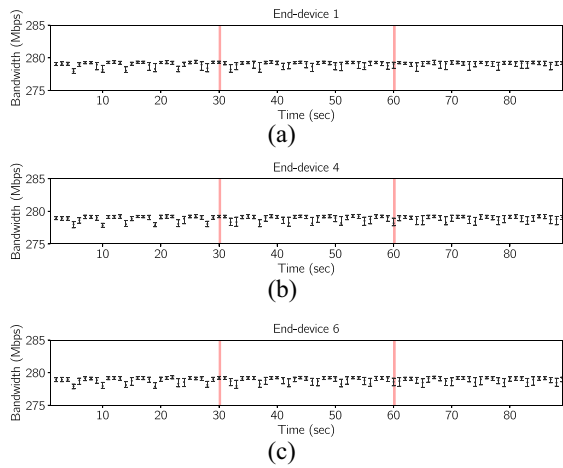 End-device 1
Bandwidth (Mbps)
285
280
275
10 20 30 40 50 60 70 80
Time (sec)
(a)
End-device 4
Bandwidth (Mbps)
285
280
275
10 20 30 40 50 60 70 80
Time (sec)
(b)
End-device 6
Bandwidth (Mbps)
285
280
275
10 20 30 40 50 60 70 80
Time (sec)
(c)